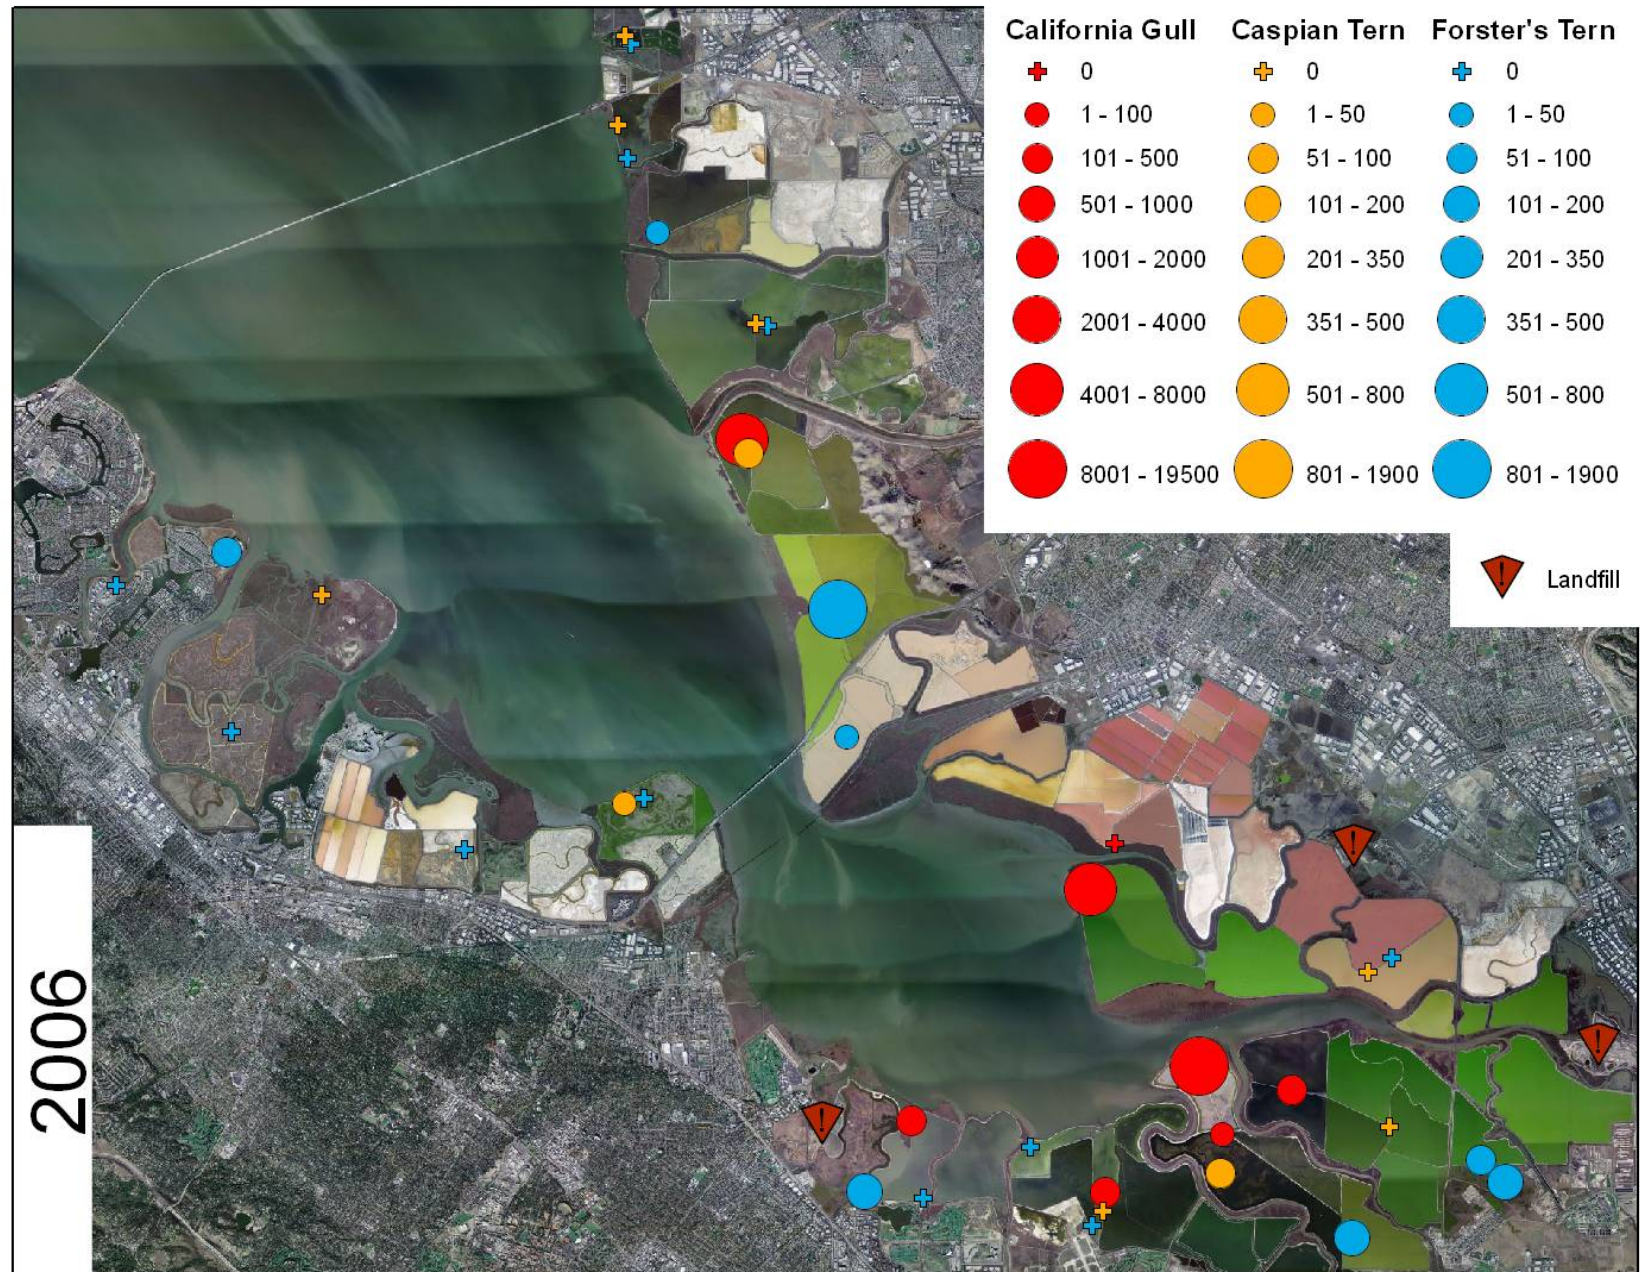 California Gull Caspian Tern Forster's Tern
0 0 0
1 - 100 1 - 50 1 - 50
101 - 500 51 - 100 51 - 100
501 - 1000 101 - 200 101 - 200
1001 - 2000 201 - 350 201 - 350
2001 - 4000 351 - 500 351 - 500
4001 - 8000 501 - 800 501 - 800
8001 - 19500 801 - 1900 801 - 1900
! Landfill
!
!
!
2006